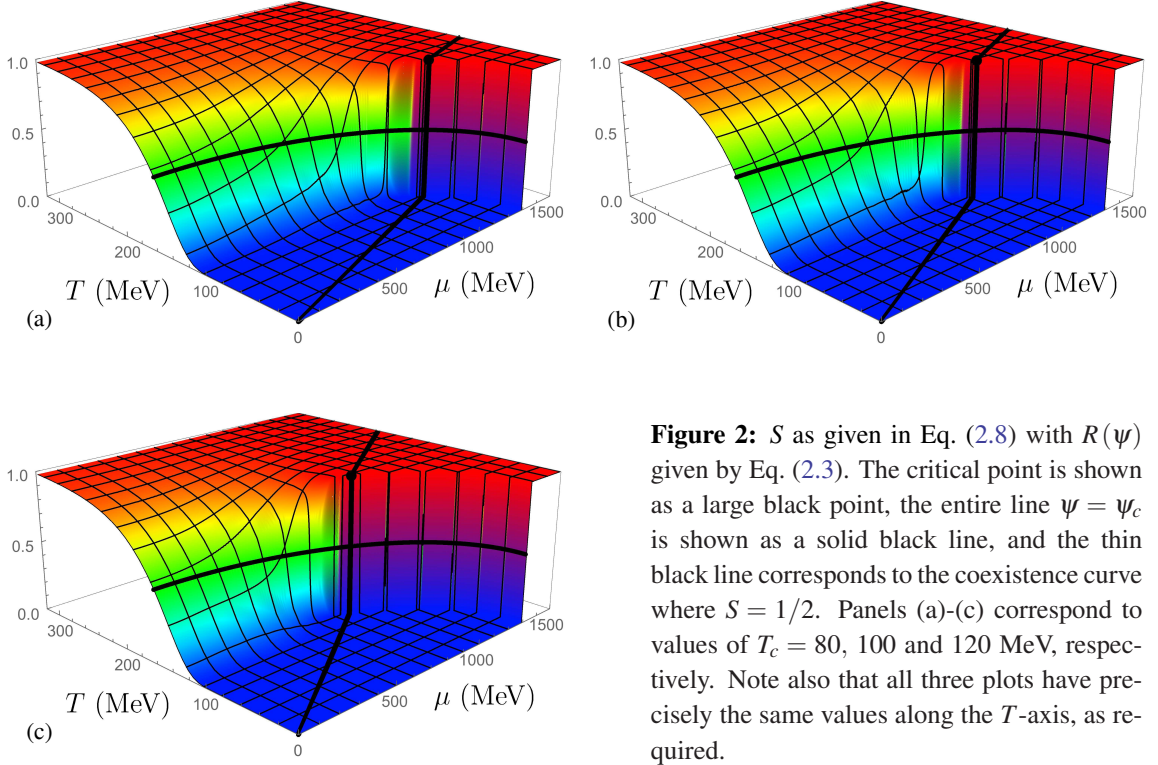 1.0
0.5
0.0
300
200
100
0
500
1000
1500
T (MeV)
μ (MeV)
(a)
1.0
0.5
0.0
300
200
100
0
500
1000
1500
T (MeV)
μ (MeV)
(b)
1.0
0.5
0.0
300
200
100
0
500
1000
1500
T (MeV)
μ (MeV)
(c)
Figure 2: S as given in Eq. (2.8) with R(ψ)
given by Eq. (2.3). The critical point is shown
as a large black point, the entire line ψ = ψc
is shown as a solid black line, and the thin
black line corresponds to the coexistence curve
where S = 1/2. Panels (a)-(c) correspond to
values of Tc = 80, 100 and 120 MeV, respec-
tively. Note also that all three plots have pre-
cisely the same values along the T-axis, as re-
quired.